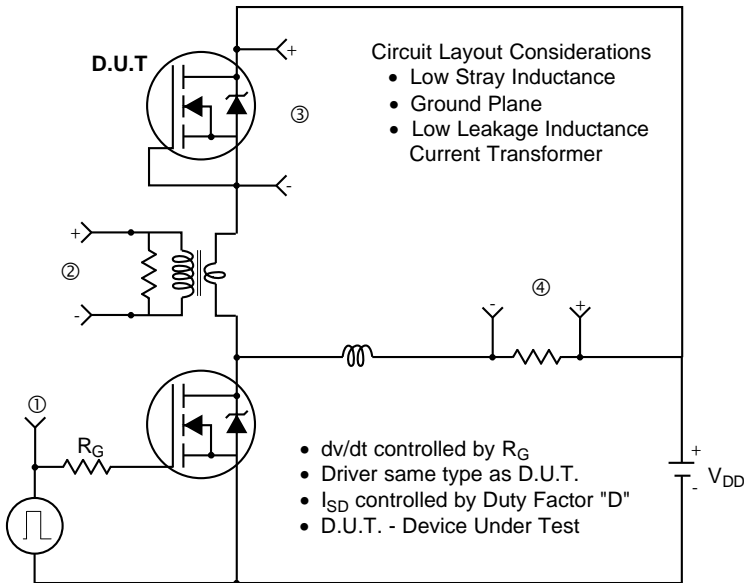 D.U.T
+
Circuit Layout Considerations
• Low Stray Inductance
③
• Ground Plane
• Low Leakage Inductance
Current Transformer
-
+
②
-
④
-
+
①
R_G
• dv/dt controlled by R_G
• Driver same type as D.U.T.
• I_SD controlled by Duty Factor "D"
• D.U.T. - Device Under Test
+
V_DD
-